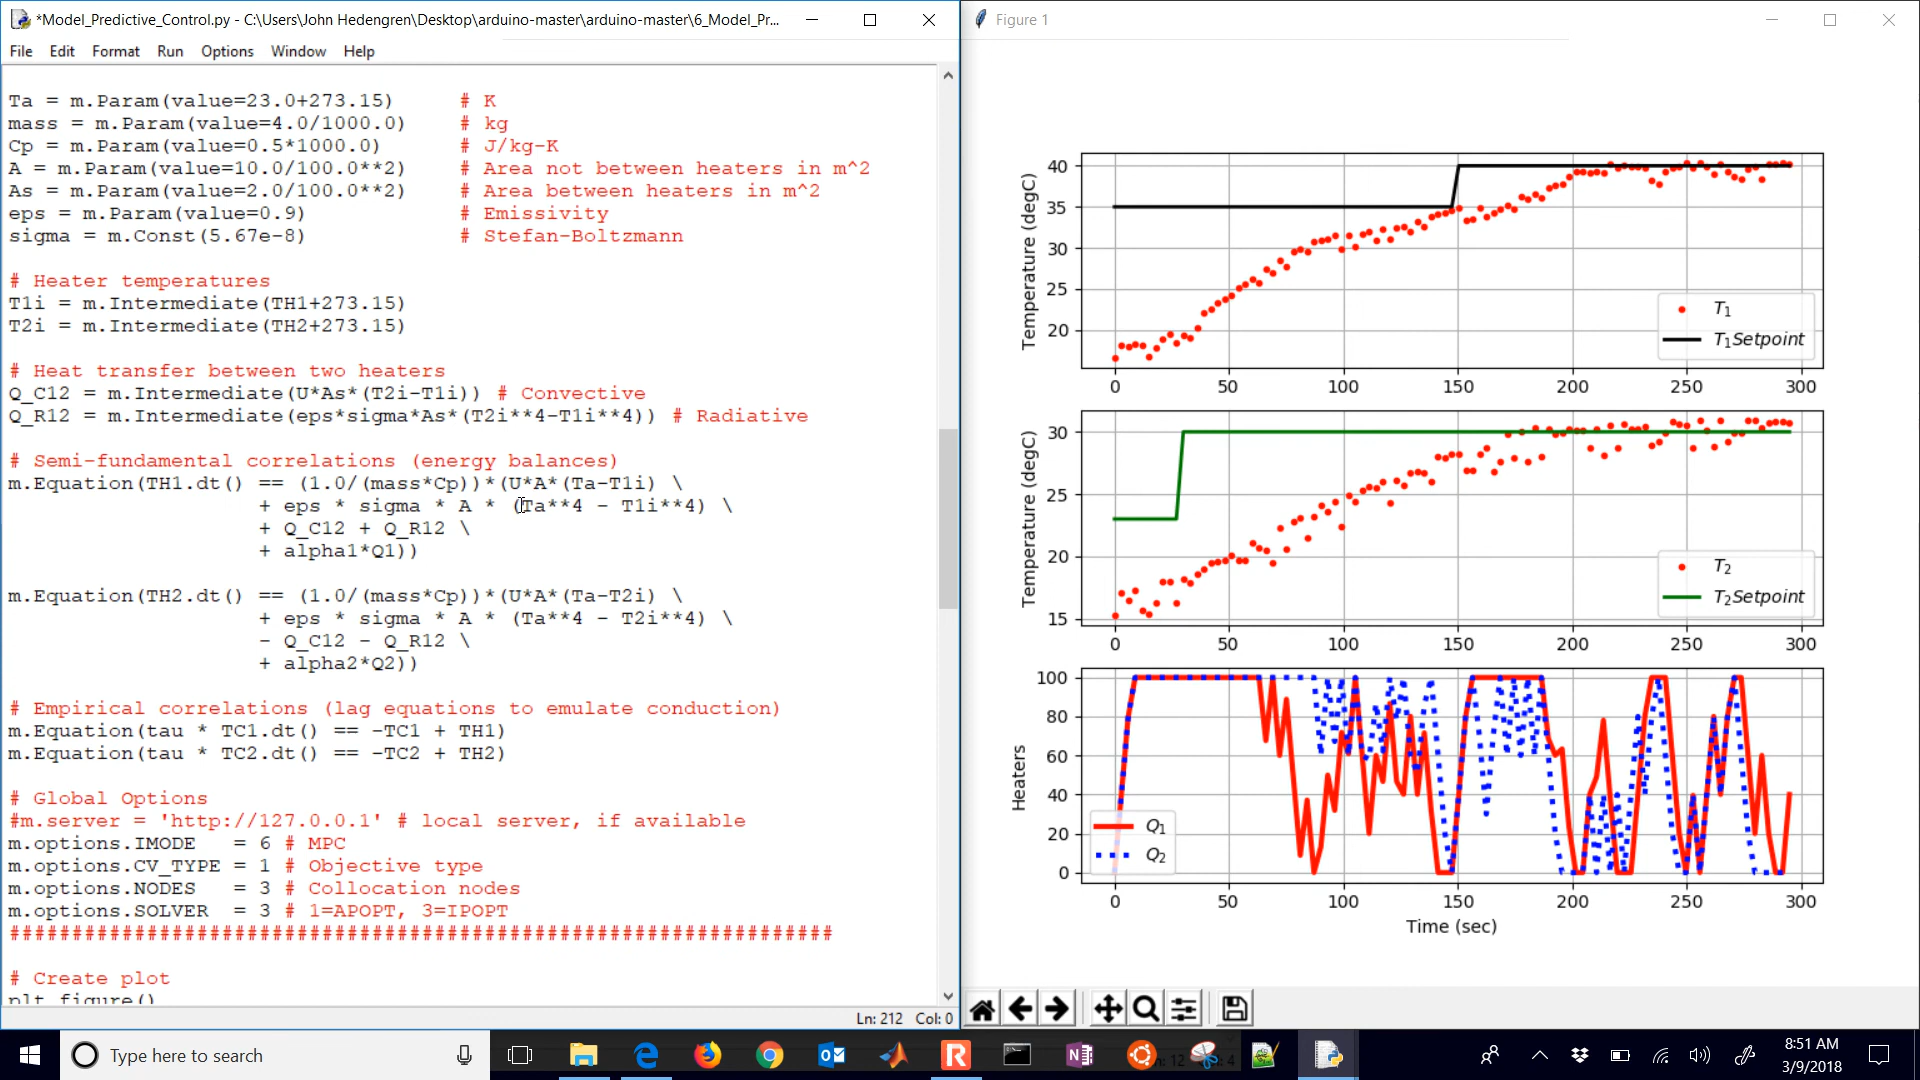 *Model_Predictive_Control.py - C:\Users\John Hedengren\Desktop\arduino-master\arduino-master\6_Model_Pr...
File Edit Format Run Options Window Help
Ta = m.Param(value=23.0+273.15) # K
mass = m.Param(value=4.0/1000.0) # kg
Cp = m.Param(value=0.5*1000.0) # J/kg-K
A = m.Param(value=10.0/100.0**2) # Area not between heaters in m^2
As = m.Param(value=2.0/100.0**2) # Area between heaters in m^2
eps = m.Param(value=0.9) # Emissivity
sigma = m.Const(5.67e-8) # Stefan-Boltzmann
# Heater temperatures
T1i = m.Intermediate(TH1+273.15)
T2i = m.Intermediate(TH2+273.15)
# Heat transfer between two heaters
Q_C12 = m.Intermediate(U*As*(T2i-T1i)) # Convective
Q_R12 = m.Intermediate(eps*sigma*As*(T2i**4-T1i**4)) # Radiative
# Semi-fundamental correlations (energy balances)
m.Equation(TH1.dt() == (1.0/(mass*Cp))*(U*A*(Ta-T1i) \
+ eps * sigma * A * (Ta**4 - T1i**4) \
+ Q_C12 + Q_R12 \
+ alpha1*Q1))
m.Equation(TH2.dt() == (1.0/(mass*Cp))*(U*A*(Ta-T2i) \
+ eps * sigma * A * (Ta**4 - T2i**4) \
- Q_C12 - Q_R12 \
+ alpha2*Q2))
# Empirical correlations (lag equations to emulate conduction)
m.Equation(tau * TC1.dt() == -TC1 + TH1)
m.Equation(tau * TC2.dt() == -TC2 + TH2)
# Global Options
#m.server = 'http://127.0.0.1' # local server, if available
m.options.IMODE = 6 # MPC
m.options.CV_TYPE = 1 # Objective type
m.options.NODES = 3 # Collocation nodes
m.options.SOLVER = 3 # 1=APOPT, 3=IPOPT
##################################################################
# Create plot
plt.figure()
Ln: 212 Col: 0
Figure 1
Temperature (degC)
40
35
30
25
20
T1
T1Setpoint
0 50 100 150 200 250 300
Temperature (degC)
30
25
20
15
T2
T2Setpoint
0 50 100 150 200 250 300
Heaters
100
80
60
40
20
0
Q1
Q2
0 50 100 150 200 250 300
Time (sec)
Type here to search
8:51 AM
3/9/2018